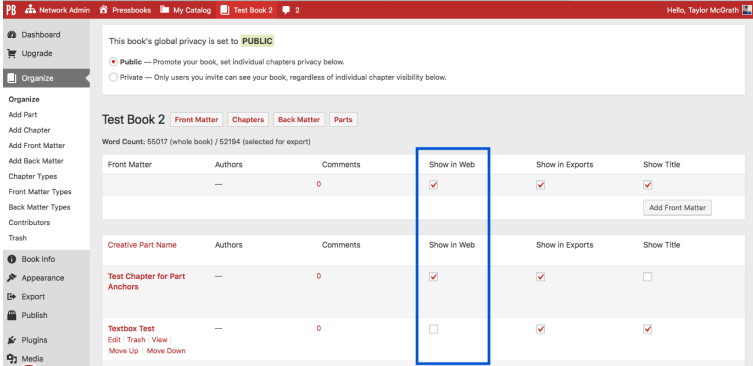 PB Network Admin Pressbooks My Catalog Test Book 2 2 Hello, Taylor McGrath
Dashboard
Upgrade
Organize
Organize
Add Part
Add Chapter
Add Front Matter
Add Back Matter
Chapter Types
Front Matter Types
Back Matter Types
Contributors
Trash
Book Info
Appearance
Export
Publish
Plugins
Media
This book's global privacy is set to PUBLIC
Public — Promote your book, set individual chapters privacy below.
Private — Only users you invite can see your book, regardless of individual chapter visibility below.
Test Book 2 Front Matter Chapters Back Matter Parts
Word Count: 55017 (whole book) / 52194 (selected for export)
Front Matter Authors Comments Show in Web Show in Exports Show Title
— 0
Add Front Matter
Creative Part Name Authors Comments Show in Web Show in Exports Show Title
Test Chapter for Part — 0
Anchors
Textbox Test — 0
Edit | Trash | View |
Move Up | Move Down